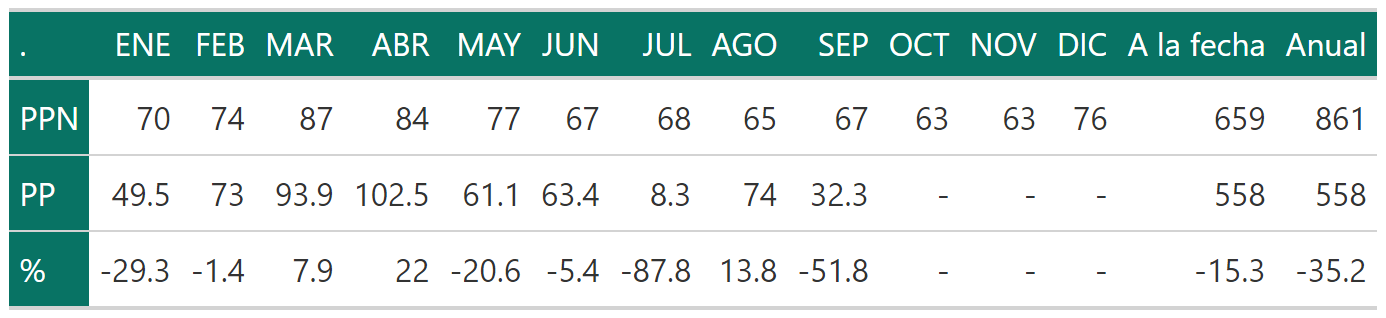 . ENE FEB MAR ABR MAY JUN JUL AGO SEP OCT NOV DIC A la fecha Anual
PPN 70 74 87 84 77 67 68 65 67 63 63 76 659 861
PP 49.5 73 93.9 102.5 61.1 63.4 8.3 74 32.3 - - - 558 558
% -29.3 -1.4 7.9 22 -20.6 -5.4 -87.8 13.8 -51.8 - - - -15.3 -35.2